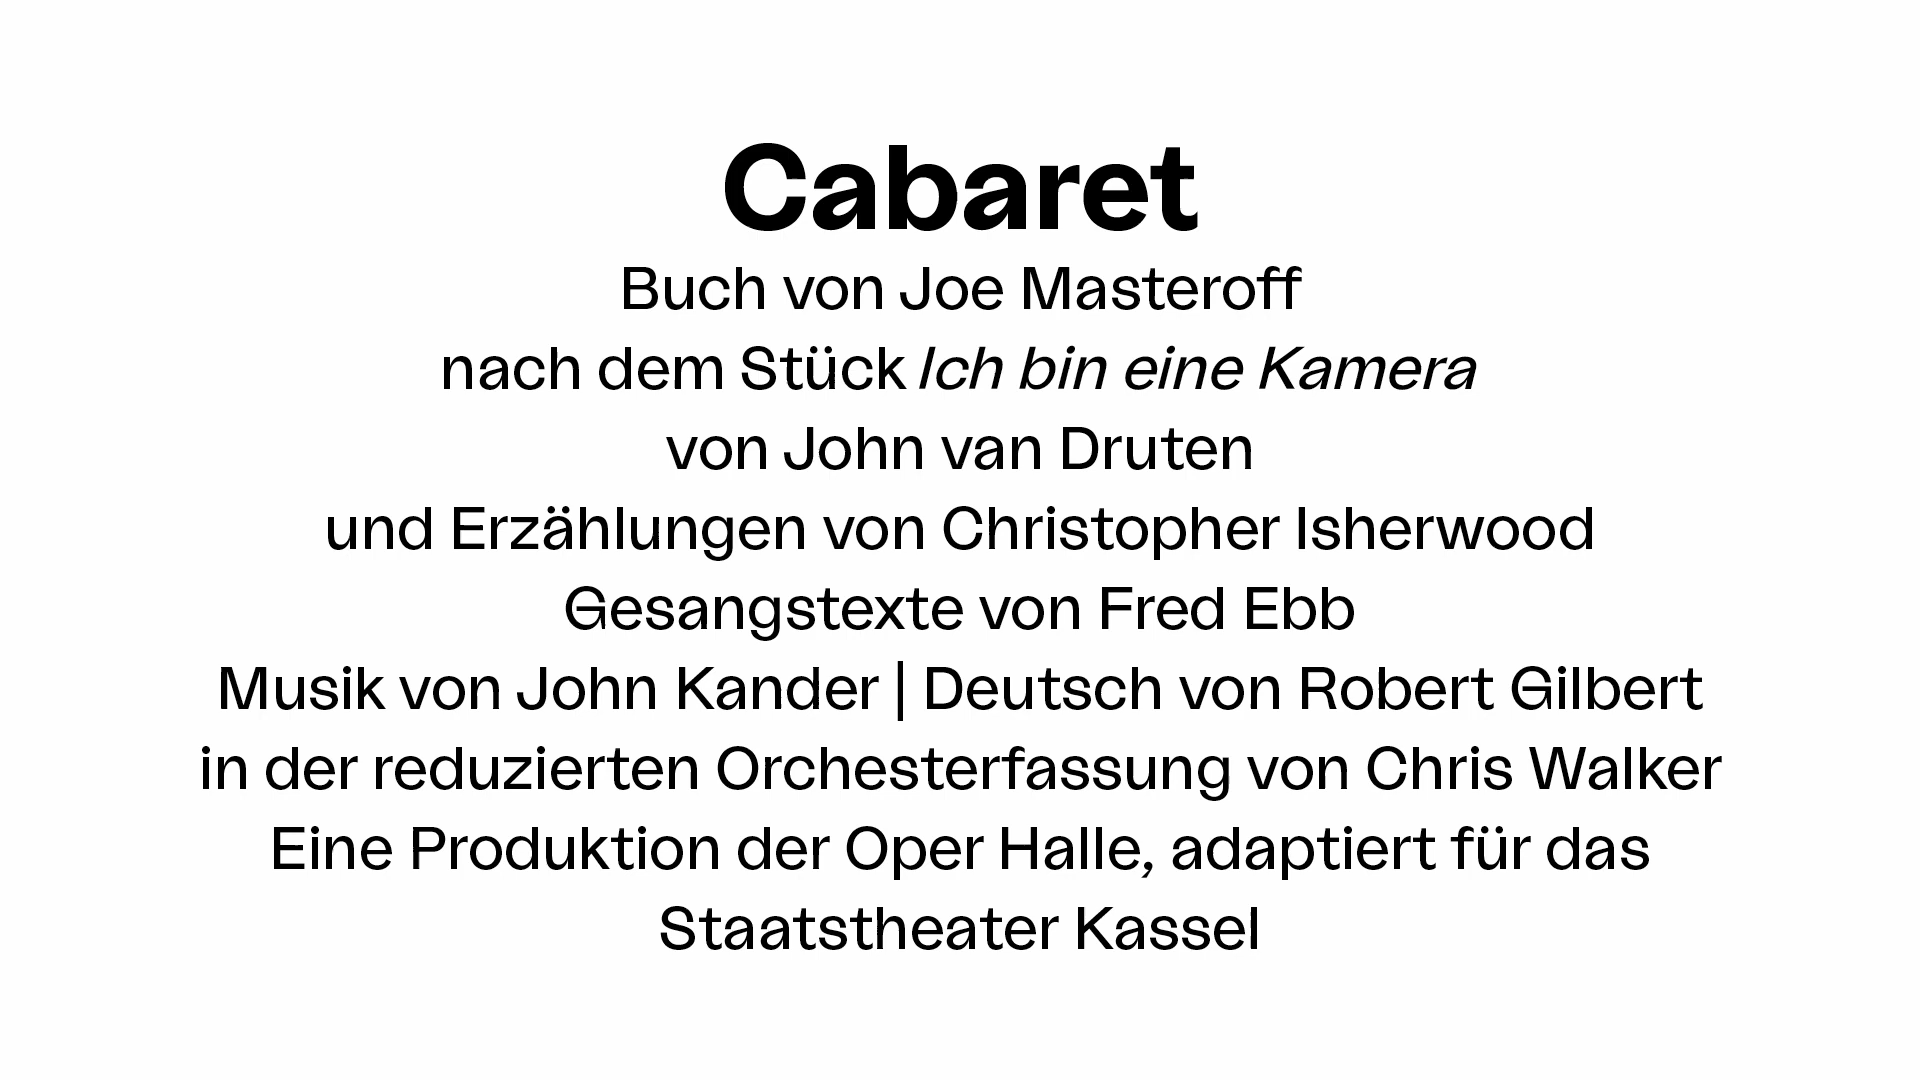 Cabaret
Buch von Joe Masteroff
nach dem Stück Ich bin eine Kamera
von John van Druten
und Erzählungen von Christopher Isherwood
Gesangstexte von Fred Ebb
Musik von John Kander | Deutsch von Robert Gilbert
in der reduzierten Orchesterfassung von Chris Walker
Eine Produktion der Oper Halle, adaptiert für das
Staatstheater Kassel